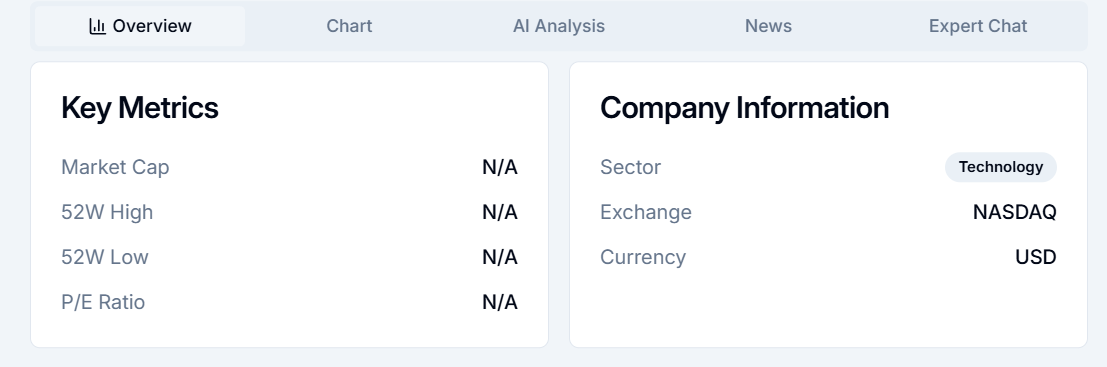 Overview Chart AI Analysis News Expert Chat
Key Metrics
Market Cap N/A
52W High N/A
52W Low N/A
P/E Ratio N/A
Company Information
Sector Technology
Exchange NASDAQ
Currency USD